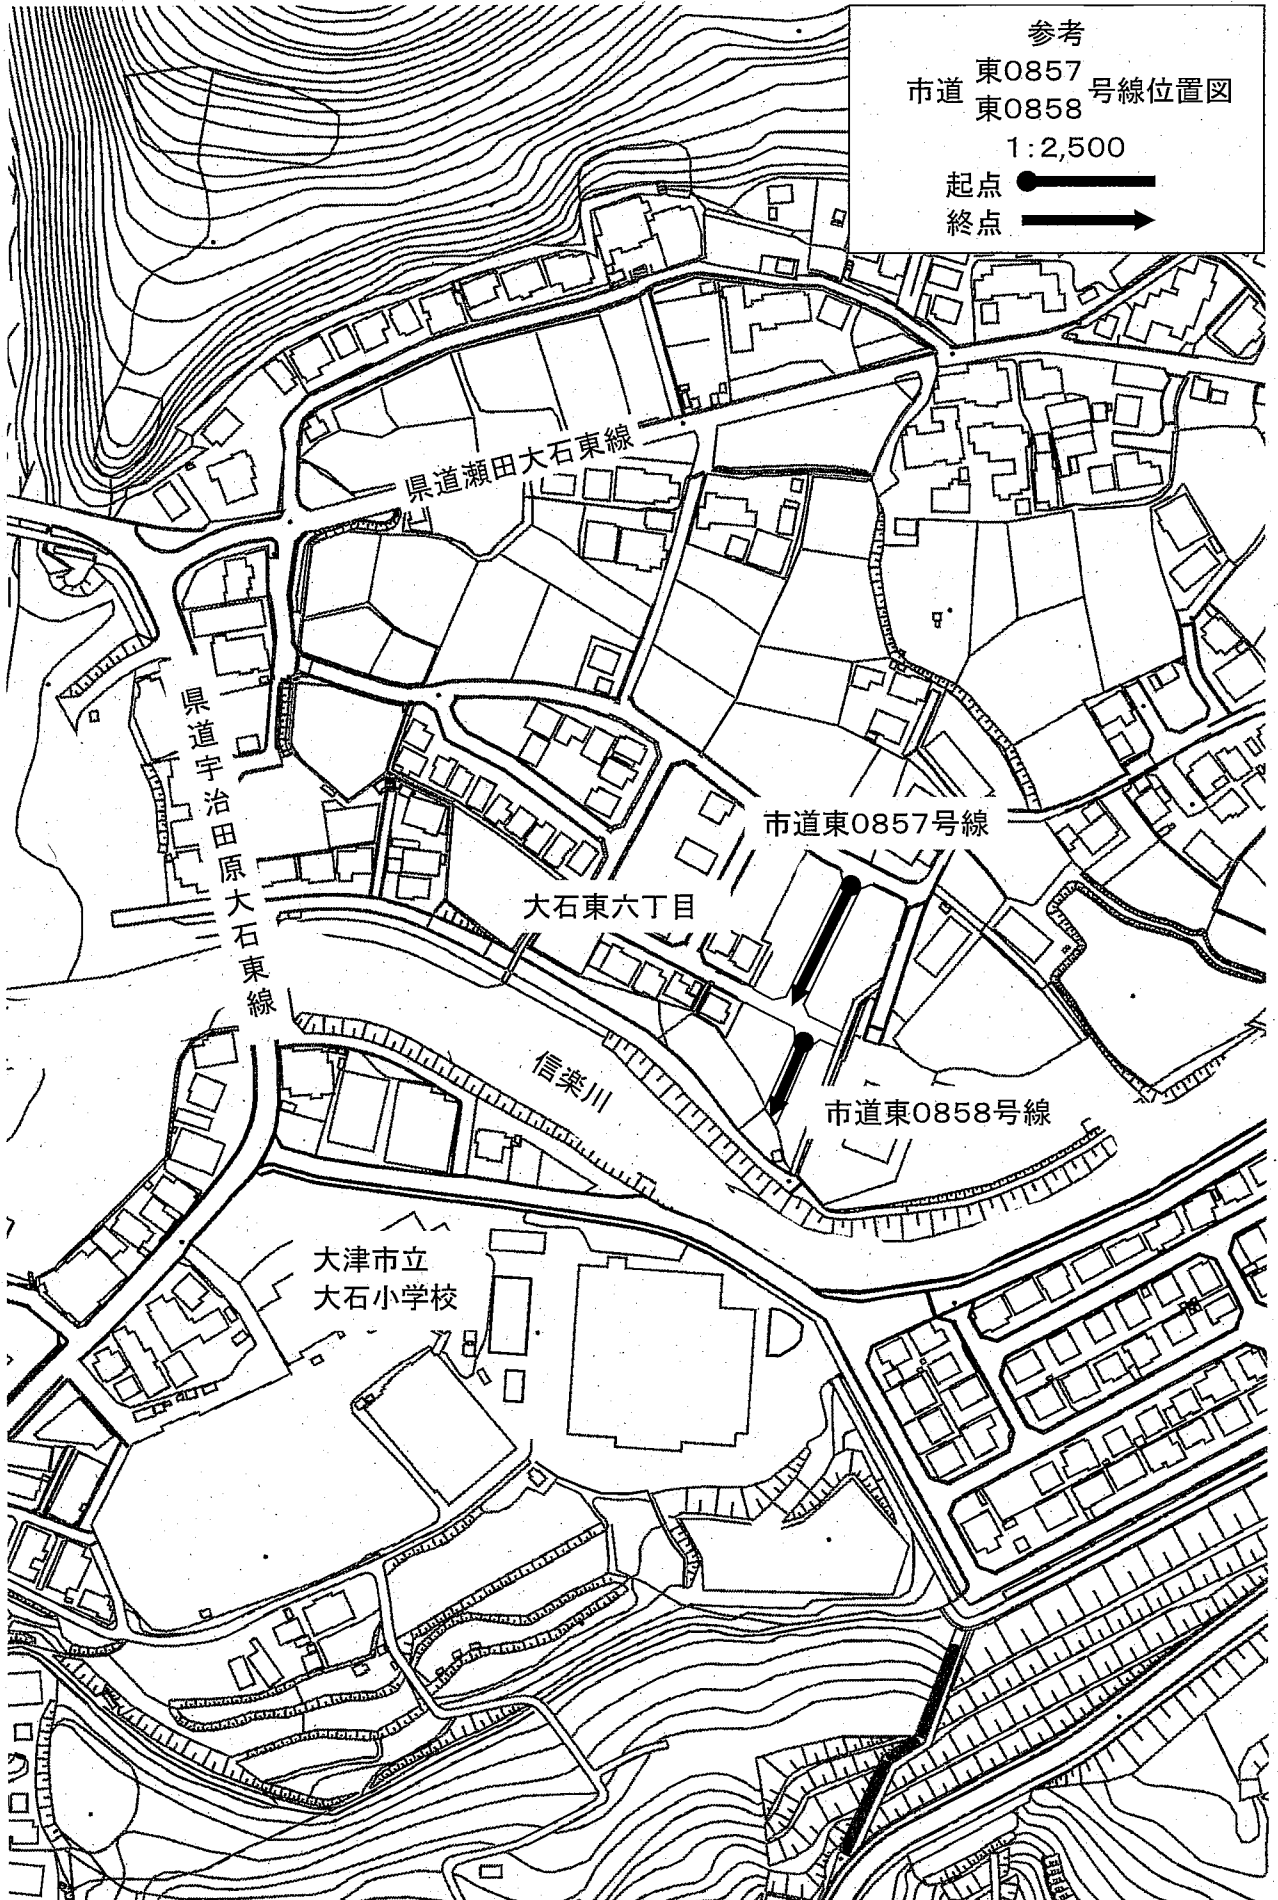 参考
市道 東0857 号線位置図
東0858
1:2,500
起点
終点
県道瀬田大石東線
県道宇治田原大石東線
市道東0857号線
大石東六丁目
信楽川
市道東0858号線
大津市立
大石小学校